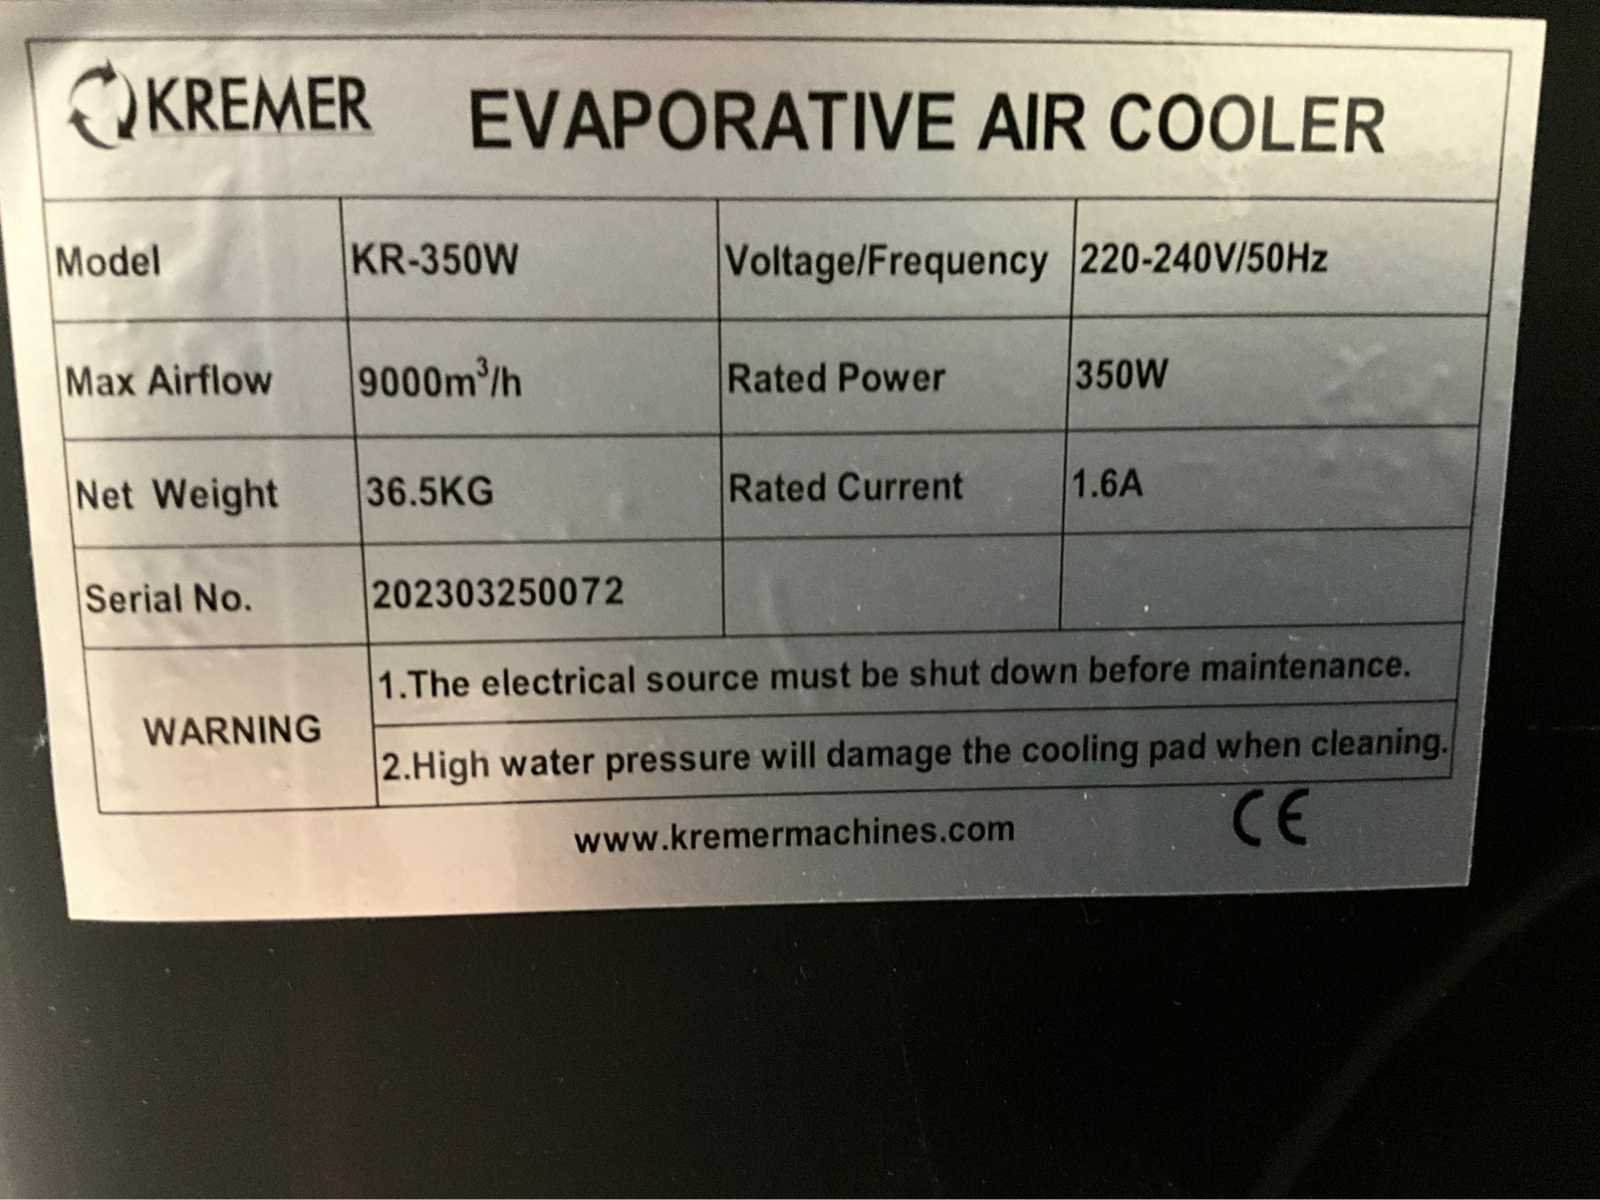 KREMER EVAPORATIVE AIR COOLER
Model KR-350W Voltage/Frequency 220-240V/50Hz
Max Airflow 9000m³/h Rated Power 350W
Net Weight 36.5KG Rated Current 1.6A
Serial No. 202303250072
WARNING
1.The electrical source must be shut down before maintenance.
2.High water pressure will damage the cooling pad when cleaning.
www.kremermachines.com CE